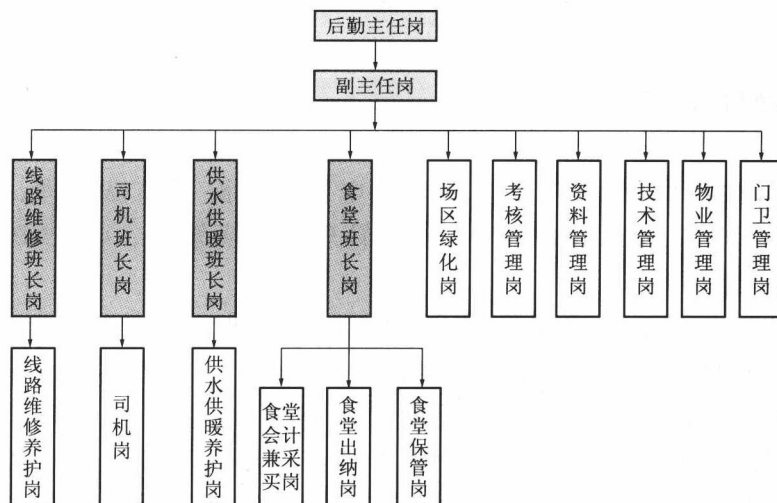 后勤主任岗
副主任岗
线路维修班长岗
司机班长岗
供水供暖班长岗
食堂班长岗
场区绿化岗
考核管理岗
资料管理岗
技术管理岗
物业管理岗
门卫管理岗
线路维修养护岗
司机岗
供水供暖养护岗
食堂会计兼采买岗
食堂出纳岗
食堂保管岗